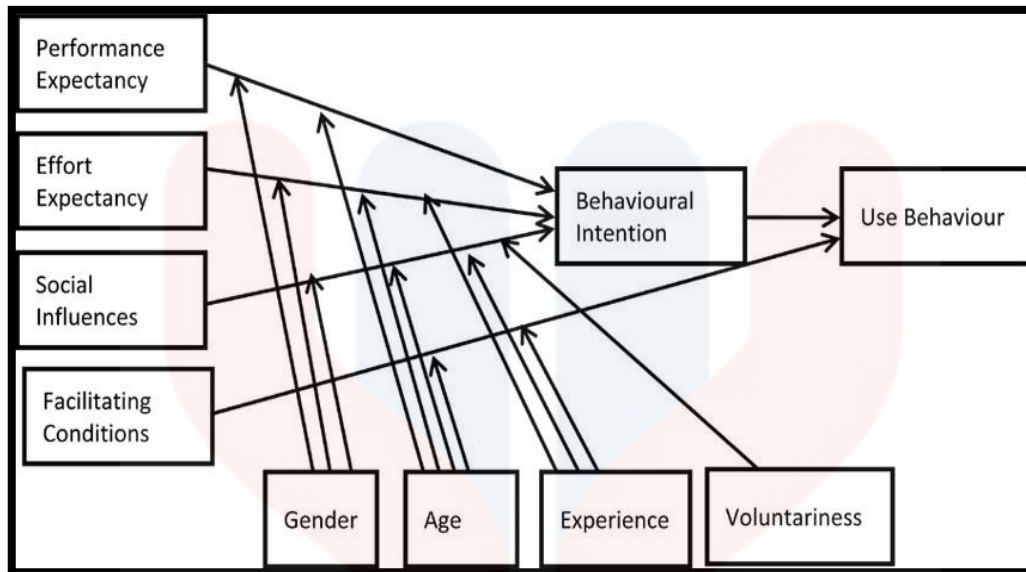 Performance
Expectancy
Effort
Expectancy
Social
Influences
Facilitating
Conditions
Behavioural
Intention
Use Behaviour
Gender
Age
Experience
Voluntariness